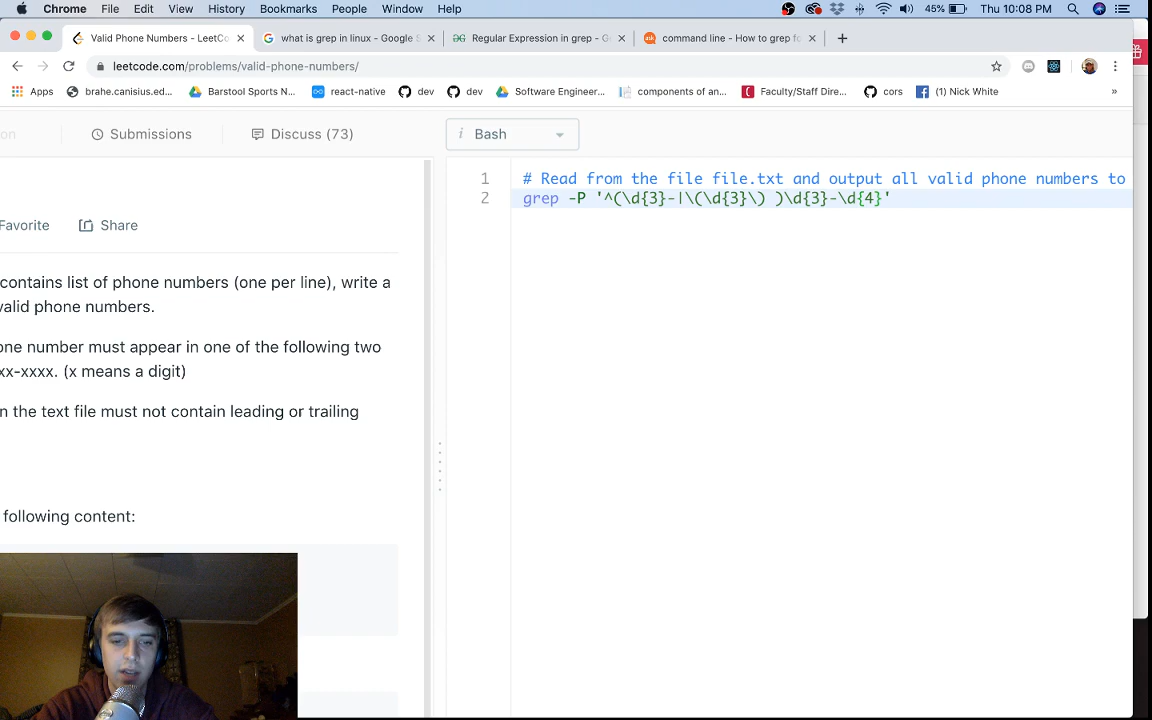 Chrome File Edit View History Bookmarks People Window Help 45% Thu 10:08 PM
Valid Phone Numbers - LeetCo what is grep in linux - Google S Regular Expression in grep - G command line - How to grep fo
leetcode.com/problems/valid-phone-numbers/
Apps brahe.canisius.ed... Barstool Sports N... react-native dev dev Software Engineer... components of an... Faculty/Staff Dire... cors (1) Nick White »
on Submissions Discuss (73) i Bash
1 # Read from the file file.txt and output all valid phone numbers to
2 grep -P '^(\d{3}-|\(\d{3}\) )\d{3}-\d{4}'
Favorite Share
contains list of phone numbers (one per line), write a
valid phone numbers.
one number must appear in one of the following two
xx-xxxx. (x means a digit)
n the text file must not contain leading or trailing
following content: